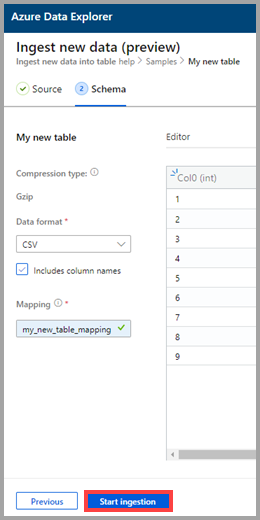 Azure Data Explorer
Ingest new data (preview)
Ingest new data into table help > Samples > My new table
Source
2 Schema
My new table
Editor
Compression type:
Gzip
Col0 (int)
Data format *
CSV
Includes column names
Mapping *
my_new_table_mapping
1
2
3
4
5
6
7
8
9
Previous
Start ingestion